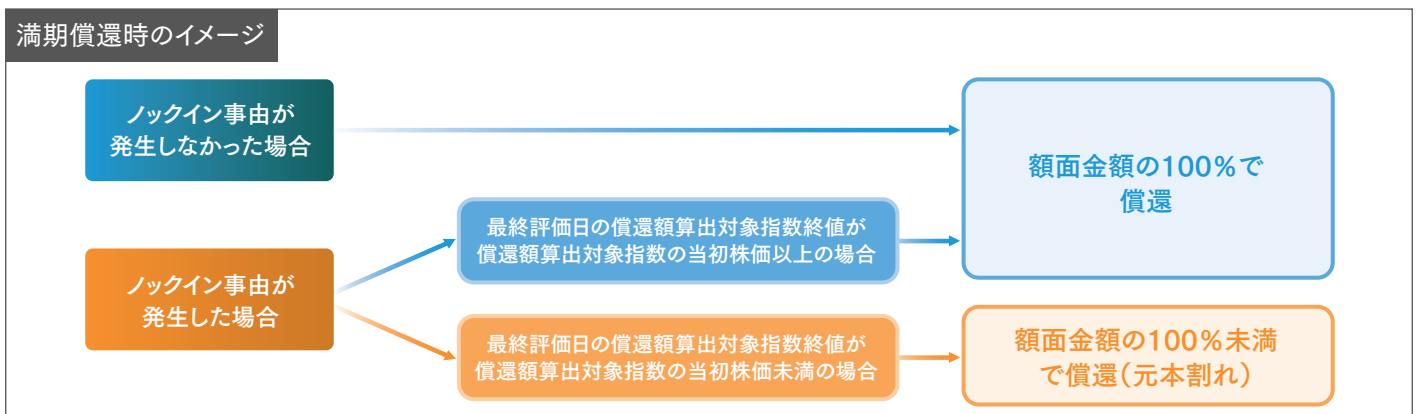 満期償還時のイメージ
ノックイン事由が
発生しなかった場合
額面金額の100%で
償還
最終評価日の償還額算出対象指数終値が
償還額算出対象指数の当初株価以上の場合
ノックイン事由が
発生した場合
最終評価日の償還額算出対象指数終値が
償還額算出対象指数の当初株価未満の場合
額面金額の100%未満
で償還(元本割れ)